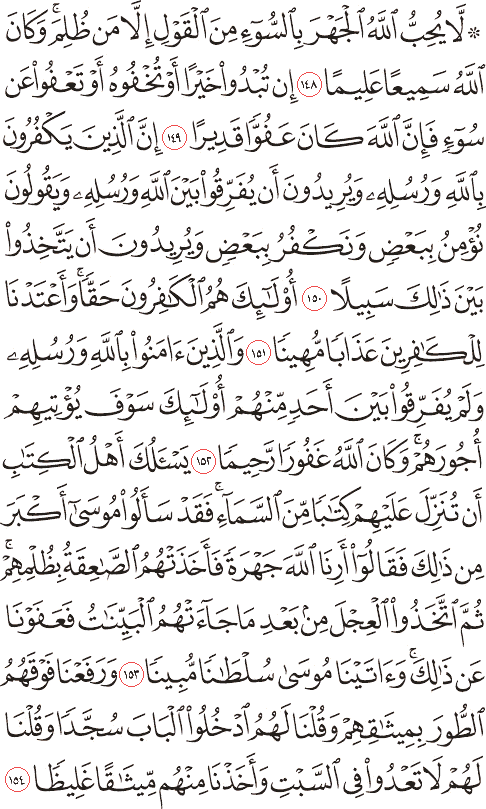 ۞ لَّا يُحِبُّ ٱللَّهُ ٱلْجَهْرَ بِٱلسُّوٓءِ مِنَ ٱلْقَوْلِ إِلَّا مَن ظُلِمَ ۚ وَكَانَ
ٱللَّهُ سَمِيعًا عَلِيمًا ١٤٨ إِن تُبْدُوا۟ خَيْرًا أَوْ تُخْفُوهُ أَوْ تَعْفُوا۟ عَن
سُوٓءٍ فَإِنَّ ٱللَّهَ كَانَ عَفُوًّا قَدِيرًا ١٤٩ إِنَّ ٱلَّذِينَ يَكْفُرُونَ
بِٱللَّهِ وَرُسُلِهِۦ وَيُرِيدُونَ أَن يُفَرِّقُوا۟ بَيْنَ ٱللَّهِ وَرُسُلِهِۦ وَيَقُولُونَ
نُؤْمِنُ بِبَعْضٍ وَنَكْفُرُ بِبَعْضٍ وَيُرِيدُونَ أَن يَتَّخِذُوا۟
بَيْنَ ذَٰلِكَ سَبِيلًا ١٥٠ أُو۟لَـٰٓئِكَ هُمُ ٱلْكَـٰفِرُونَ حَقًّا ۚ وَأَعْتَدْنَا
لِلْكَـٰفِرِينَ عَذَابًا مُّهِينًا ١٥١ وَٱلَّذِينَ ءَامَنُوا۟ بِٱللَّهِ وَرُسُلِهِۦ
وَلَمْ يُفَرِّقُوا۟ بَيْنَ أَحَدٍ مِّنْهُمْ أُو۟لَـٰٓئِكَ سَوْفَ يُؤْتِيهِمْ
أُجُورَهُمْ ۗ وَكَانَ ٱللَّهُ غَفُورًا رَّحِيمًا ١٥٢ يَسْـَٔلُكَ أَهْلُ ٱلْكِتَـٰبِ
أَن تُنَزِّلَ عَلَيْهِمْ كِتَـٰبًا مِّنَ ٱلسَّمَآءِ ۚ فَقَدْ سَأَلُوا۟ مُوسَىٰٓ أَكْبَرَ
مِن ذَٰلِكَ فَقَالُوٓا۟ أَرِنَا ٱللَّهَ جَهْرَةً فَأَخَذَتْهُمُ ٱلصَّـٰعِقَةُ بِظُلْمِهِمْ ۚ
ثُمَّ ٱتَّخَذُوا۟ ٱلْعِجْلَ مِنۢ بَعْدِ مَا جَآءَتْهُمُ ٱلْبَيِّنَـٰتُ فَعَفَوْنَا
عَن ذَٰلِكَ ۚ وَءَاتَيْنَا مُوسَىٰ سُلْطَـٰنًا مُّبِينًا ١٥٣ وَرَفَعْنَا فَوْقَهُمُ
ٱلطُّورَ بِمِيثَـٰقِهِمْ وَقُلْنَا لَهُمُ ٱدْخُلُوا۟ ٱلْبَابَ سُجَّدًا وَقُلْنَا
لَهُمْ لَا تَعْدُوا۟ فِى ٱلسَّبْتِ وَأَخَذْنَا مِنْهُم مِّيثَـٰقًا غَلِيظًا ١٥٤